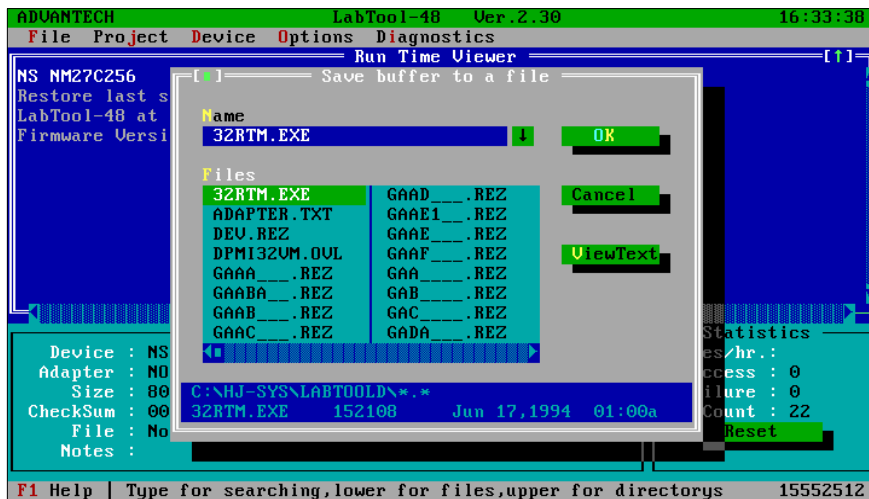 ADVANTECH LabTool-48 Ver.2.30 16:33:38
File Project Device Options Diagnostics
Run Time Viewer
NS NM27C256
Restore last s
LabTool-48 at
Firmware Versi
Save buffer to a file
Name
32RTM.EXE
OK
Files
32RTM.EXE GAAD___.REZ
ADAPTER.TXT GAAE1__.REZ
DEV.REZ GAAE___.REZ
DPMI32VM.OVL GAAF___.REZ
GAAA___.REZ GAA____.REZ
GAABA__.REZ GAB____.REZ
GAAB___.REZ GAC____.REZ
GAAC___.REZ GADA___.REZ
Cancel
ViewText
C:\HJ-SYS\LABTOOLD\*.*
32RTM.EXE 152108 Jun 17,1994 01:00a
Device : NS
Adapter : NO
Size : 80
CheckSum : 00
File : No
Notes :
Statistics
es/hr.:
ccess : 0
ilure : 0
Count : 22
Reset
F1 Help | Type for searching,lower for files,upper for directorys 15552512